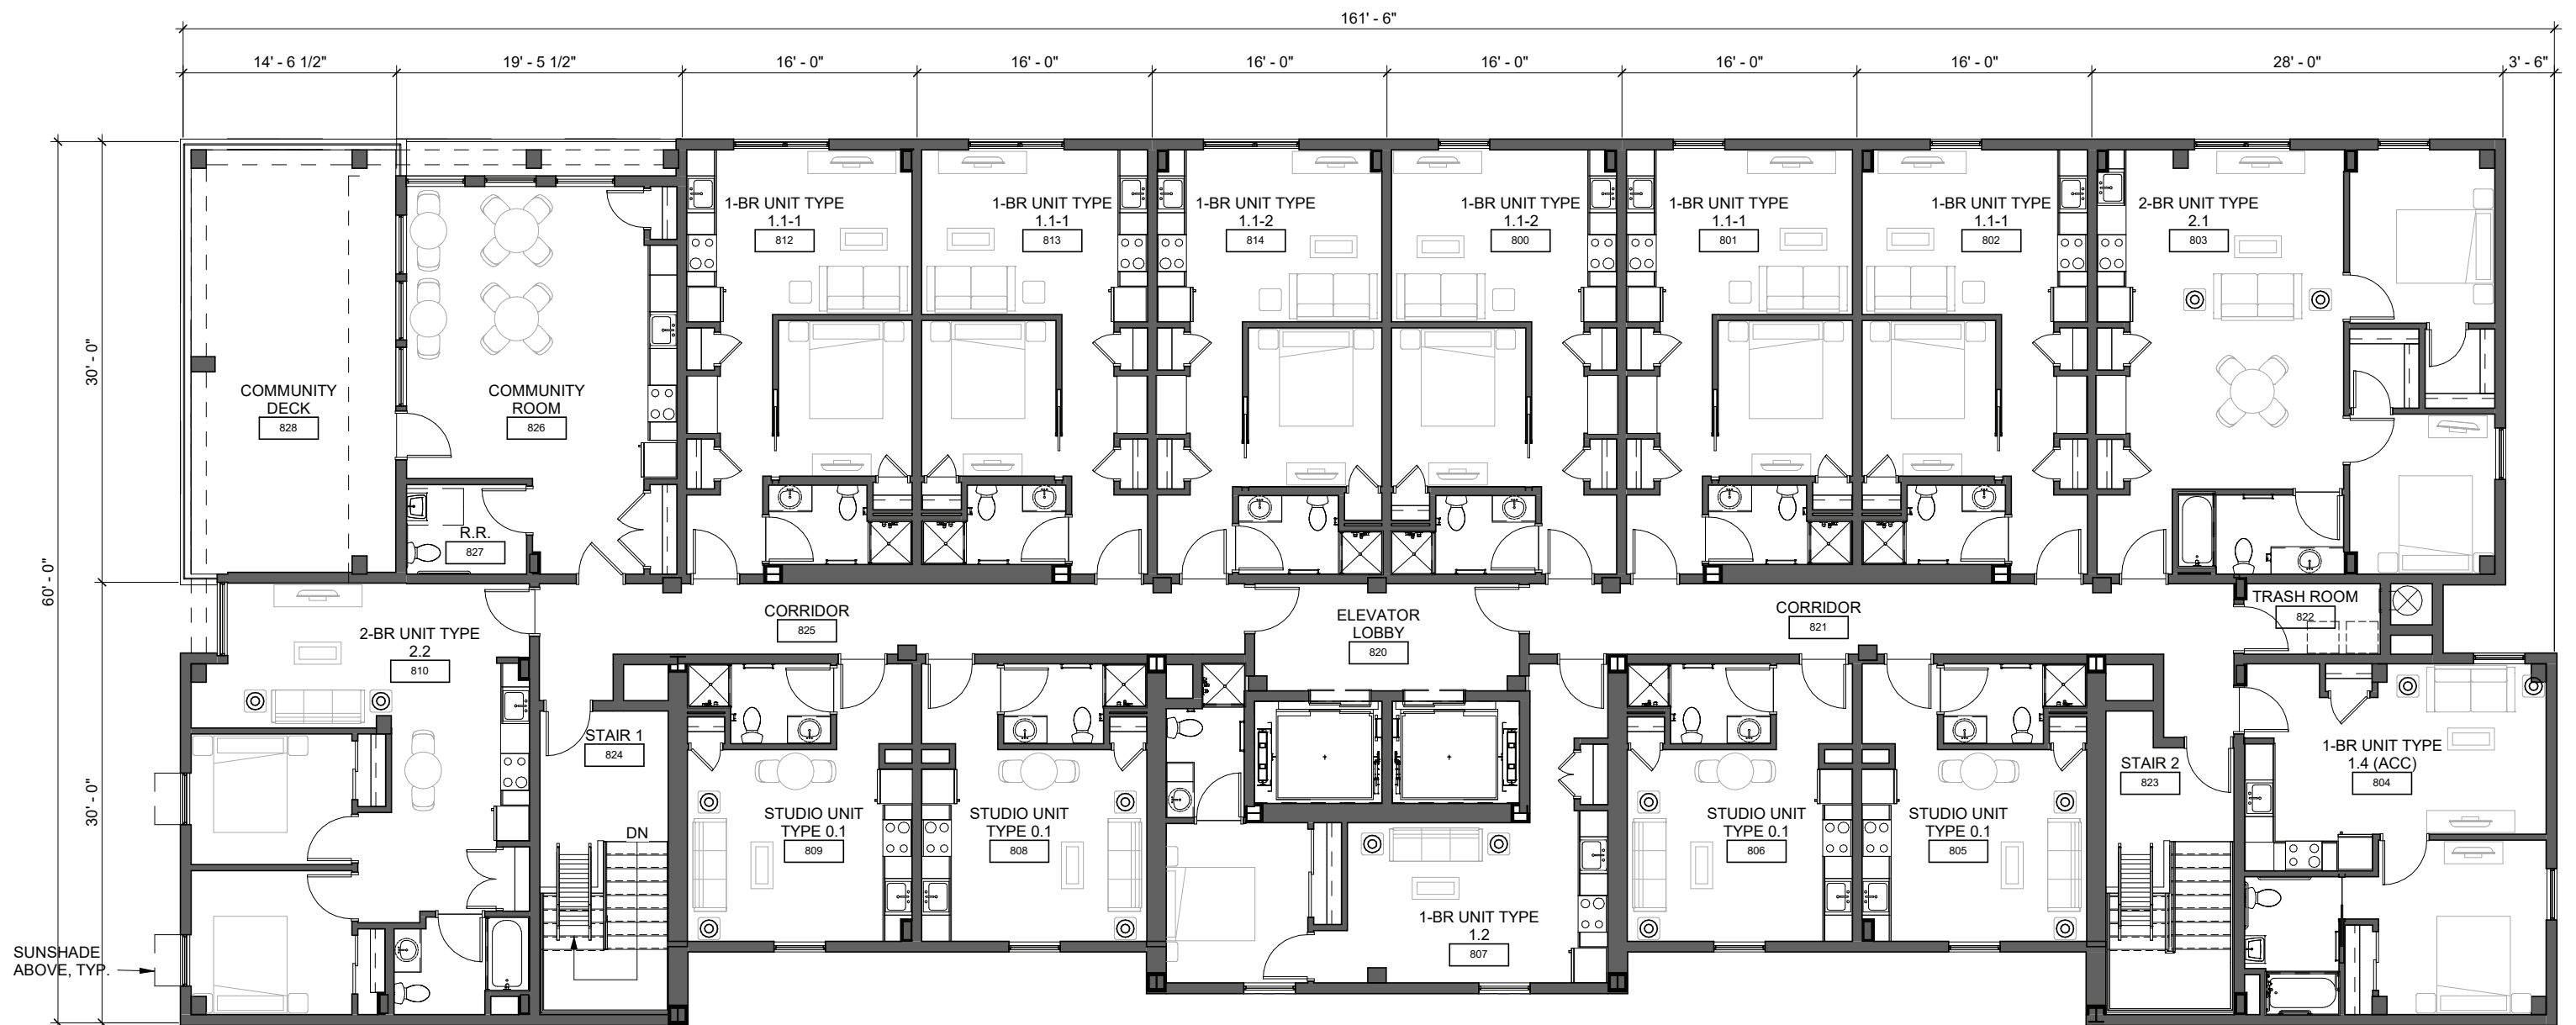 161' - 6"
14' - 6 1/2"
19' - 5 1/2"
16' - 0"
16' - 0"
16' - 0"
16' - 0"
16' - 0"
16' - 0"
28' - 0"
3' - 6"
60' - 0"
30' - 0"
30' - 0"
1-BR UNIT TYPE
1.1-1
812
1-BR UNIT TYPE
1.1-1
813
1-BR UNIT TYPE
1.1-2
814
1-BR UNIT TYPE
1.1-2
800
1-BR UNIT TYPE
1.1-1
801
1-BR UNIT TYPE
1.1-1
802
2-BR UNIT TYPE
2.1
803
COMMUNITY
DECK
828
COMMUNITY
ROOM
826
R.R.
827
CORRIDOR
825
ELEVATOR
LOBBY
820
CORRIDOR
821
TRASH ROOM
822
2-BR UNIT TYPE
2.2
810
STAIR 1
824
DN
STUDIO UNIT
TYPE 0.1
809
STUDIO UNIT
TYPE 0.1
808
1-BR UNIT TYPE
1.2
807
STUDIO UNIT
TYPE 0.1
806
STUDIO UNIT
TYPE 0.1
805
STAIR 2
823
1-BR UNIT TYPE
1.4 (ACC)
804
SUNSHADE
ABOVE, TYP.